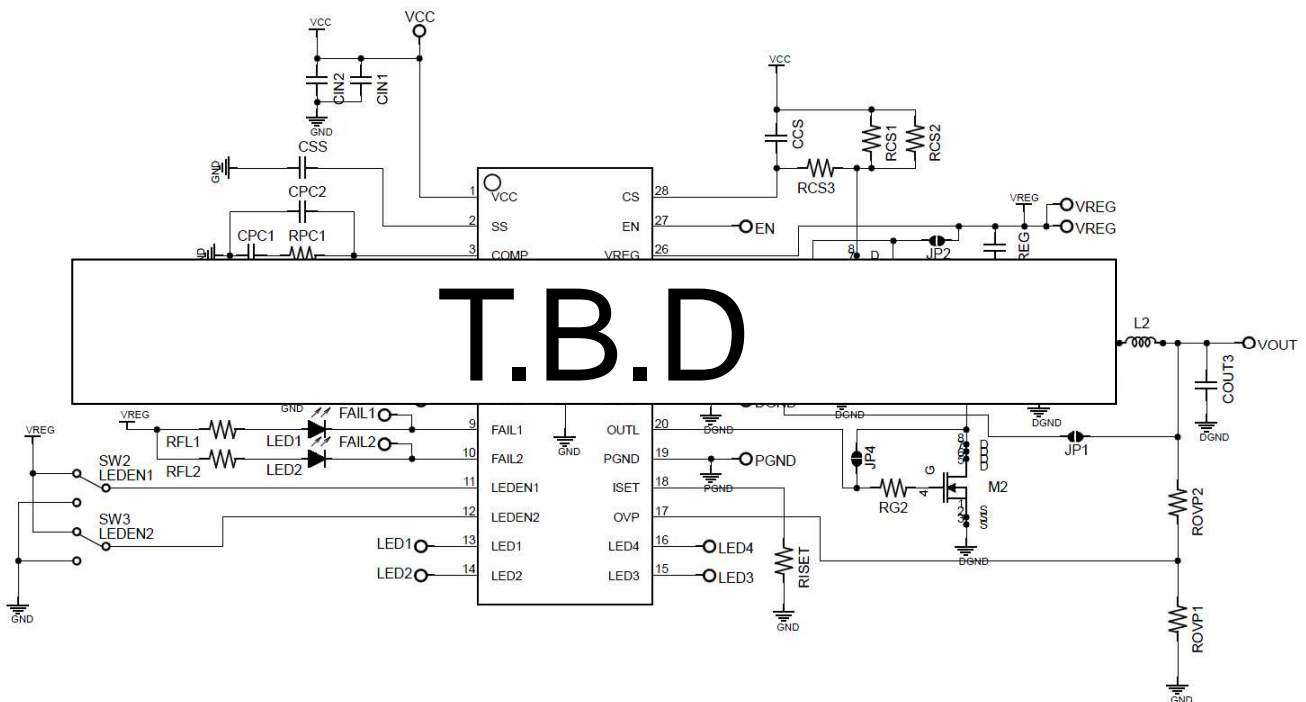 VCC
VCC
CIN2
CIN1
GND
VCC
CCS
RCS1
RCS2
RCS3
GND
CSS
CPC2
CPC1
RPC1
1
VCC
CS
28
2
SS
EN
27
EN
3
COMP
VREG
26
VREG
VREG
VREG
JP2
D
T.B.D
L2
VOUT
COUT3
DGND
GND
FAIL1
VREG
RFL1
LED1
FAIL2
RFL2
LED2
9
FAIL1
OUTL
20
10
FAIL2
PGND
19
PGND
PGND
GND
DGND
DGND
DGND
JP1
JP4
VREG
SW2
LEDEN1
11
LEDEN1
ISET
18
SW3
LEDEN2
12
LEDEN2
OVP
17
LED1
13
LED1
LED4
16
LED4
LED2
14
LED2
LED3
15
LED3
GND
RISET
GND
RG2
4
G
M2
D
D
D
S
S
S
DGND
ROVP2
ROVP1
GND